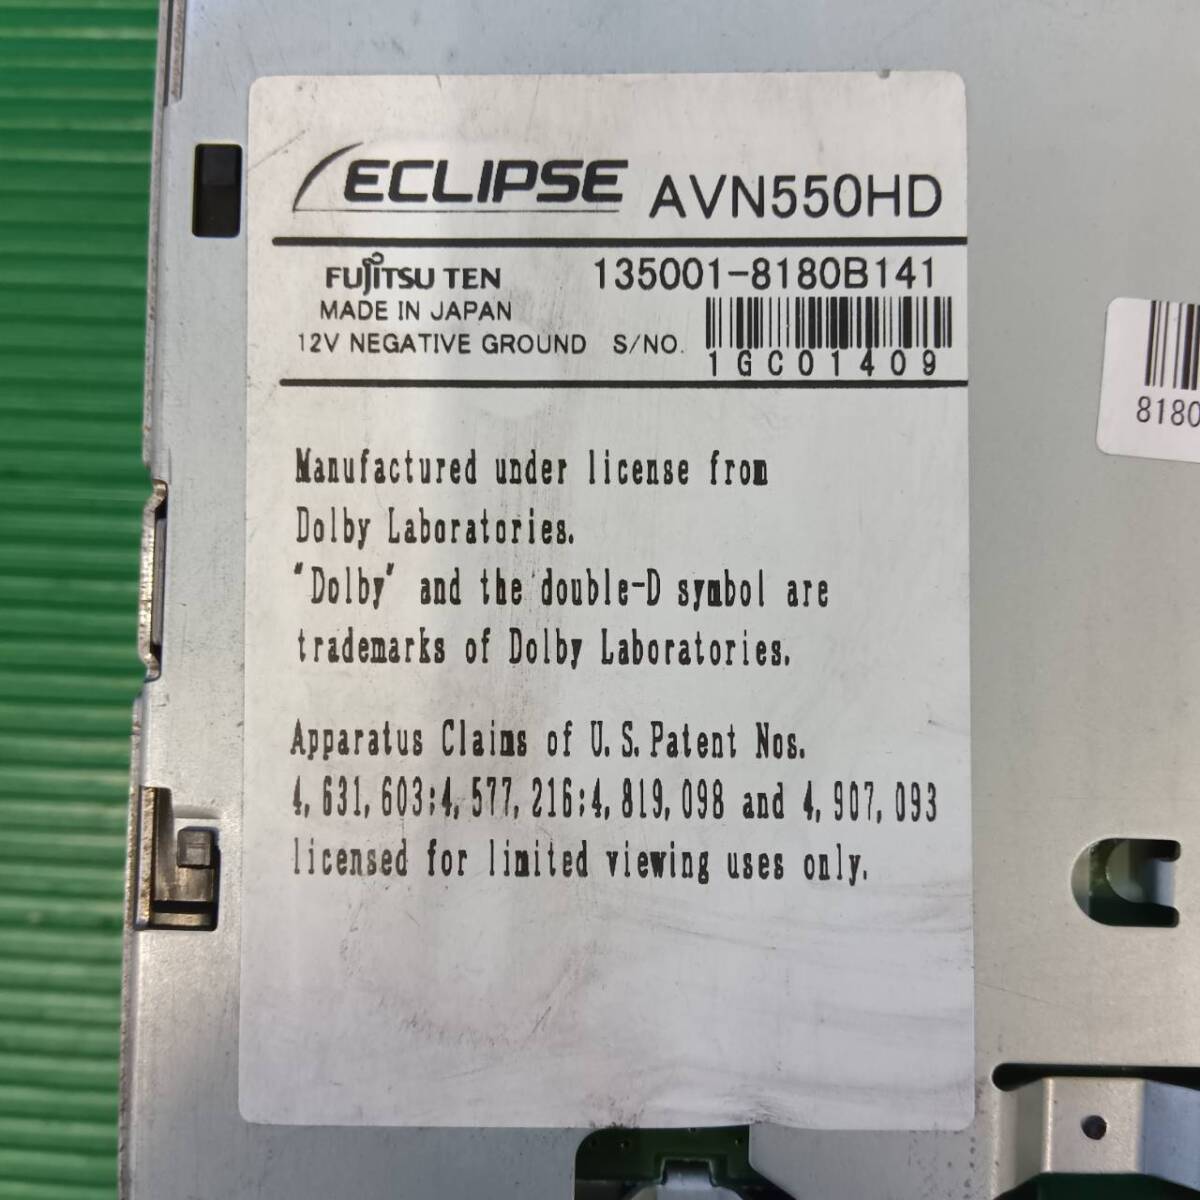 ECLIPSE AVN550HD
FUJITSU TEN 135001-8180B141
MADE IN JAPAN
12V NEGATIVE GROUND S/NO.
1GC01409
8180
Manufactured under license from
Dolby Laboratories.
"Dolby" and the double-D symbol are
trademarks of Dolby Laboratories.
Apparatus Claims of U.S.Patent Nos.
4,631,603;4,577,216;4,819,098 and 4,907,093
licensed for limited viewing uses only.